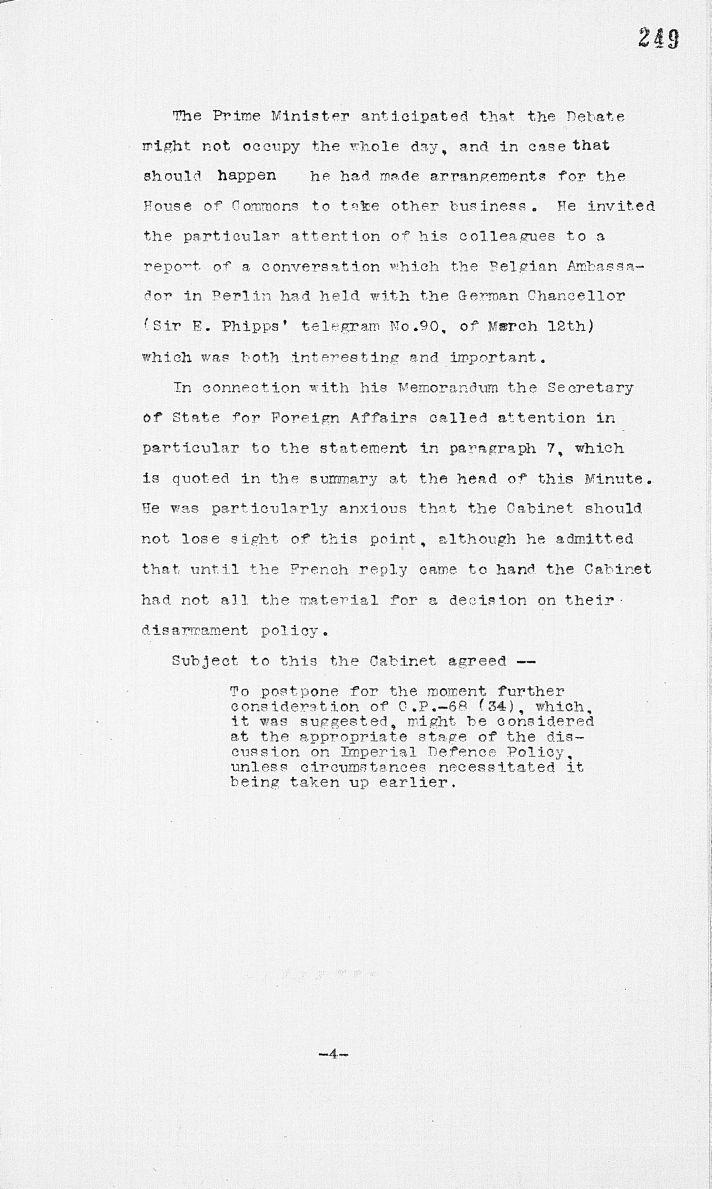 249
The Prime Minister anticipated that the Debate
might not occupy the whole day, and in case that
should happen he had made arrangements for the
House of Commons to take other business. He invited
the particular attention of his colleagues to a
report of a conversation which the Belgian Ambassa-
dor in Berlin had held with the German Chancellor
(Sir E. Phipps' telegram No.90, of March 12th)
which was both interesting and important.
In connection with his Memorandum the Secretary
of State for Foreign Affairs called attention in
particular to the statement in paragraph 7, which
is quoted in the summary at the head of this Minute.
He was particularly anxious that the Cabinet should
not lose sight of this point, although he admitted
that until the French reply came to hand the Cabinet
had not all the material for a decision on their
disarmament policy.
Subject to this the Cabinet agreed --
To postpone for the moment further
consideration of C.P.-68 (34), which,
it was suggested, might be considered
at the appropriate stage of the dis-
cussion on Imperial Defence Policy,
unless circumstances necessitated it
being taken up earlier.
-4-